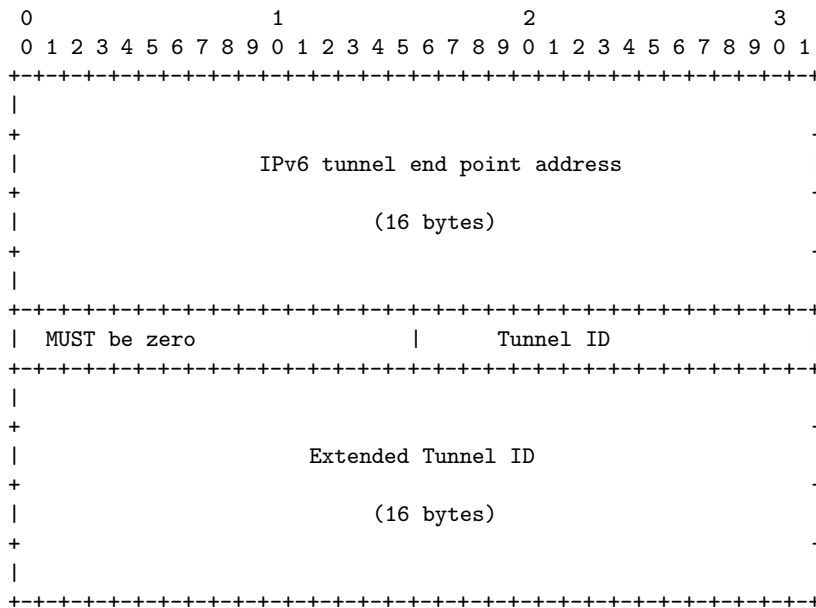 0                   1                   2                   3
0 1 2 3 4 5 6 7 8 9 0 1 2 3 4 5 6 7 8 9 0 1 2 3 4 5 6 7 8 9 0 1
+-+-+-+-+-+-+-+-+-+-+-+-+-+-+-+-+-+-+-+-+-+-+-+-+-+-+-+-+-+-+-+-+
|
+                                                               -
|                   IPv6 tunnel end point address
+                                                               -
|                            (16 bytes)
+                                                               -
|
+-+-+-+-+-+-+-+-+-+-+-+-+-+-+-+-+-+-+-+-+-+-+-+-+-+-+-+-+-+-+-+-+
|  MUST be zero                 |      Tunnel ID
+-+-+-+-+-+-+-+-+-+-+-+-+-+-+-+-+-+-+-+-+-+-+-+-+-+-+-+-+-+-+-+-+
|
+                                                               -
|                       Extended Tunnel ID
+                                                               -
|                            (16 bytes)
+                                                               -
|
+-+-+-+-+-+-+-+-+-+-+-+-+-+-+-+-+-+-+-+-+-+-+-+-+-+-+-+-+-+-+-+-+